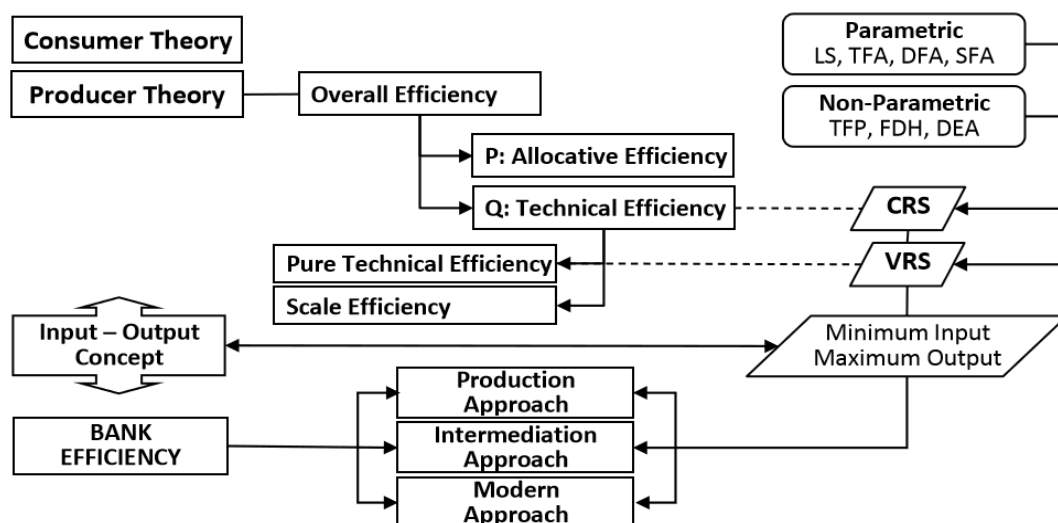 Consumer Theory
Producer Theory
Overall Efficiency
Parametric
LS, TFA, DFA, SFA
Non-Parametric
TFP, FDH, DEA
P: Allocative Efficiency
Q: Technical Efficiency
CRS
Pure Technical Efficiency
VRS
Scale Efficiency
Input – Output
Concept
Minimum Input
Maximum Output
Production
Approach
BANK
EFFICIENCY
Intermediation
Approach
Modern
Approach